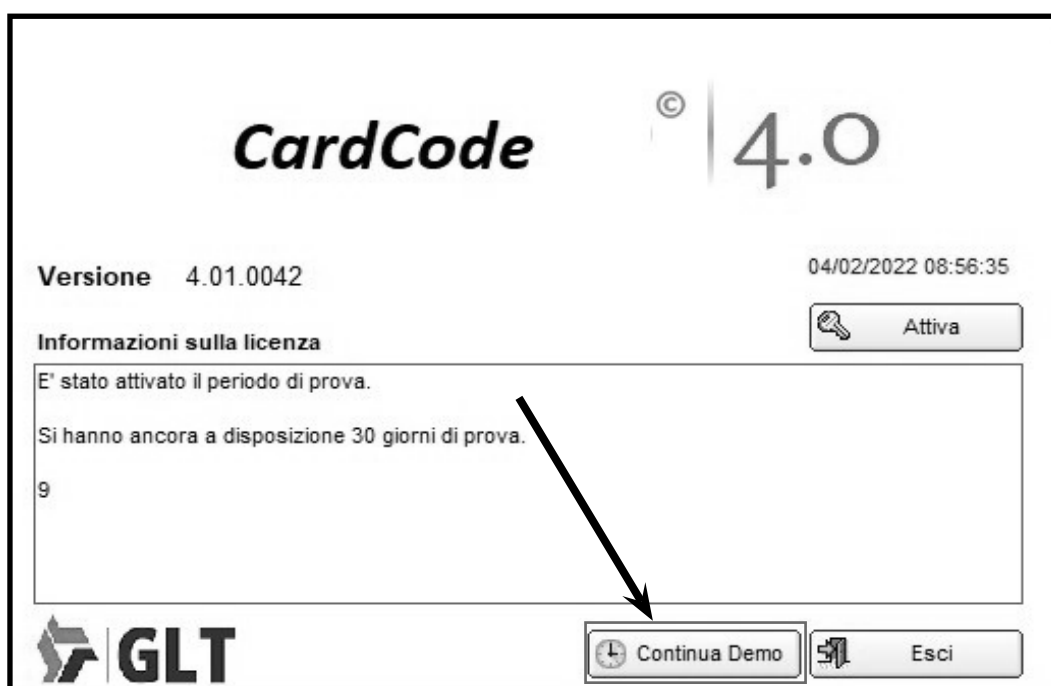 CardCode © 4.0
Versione 4.01.0042
04/02/2022 08:56:35
Attiva
Informazioni sulla licenza
E' stato attivato il periodo di prova.
Si hanno ancora a disposizione 30 giorni di prova.
9
GLT
Continua Demo
Esci